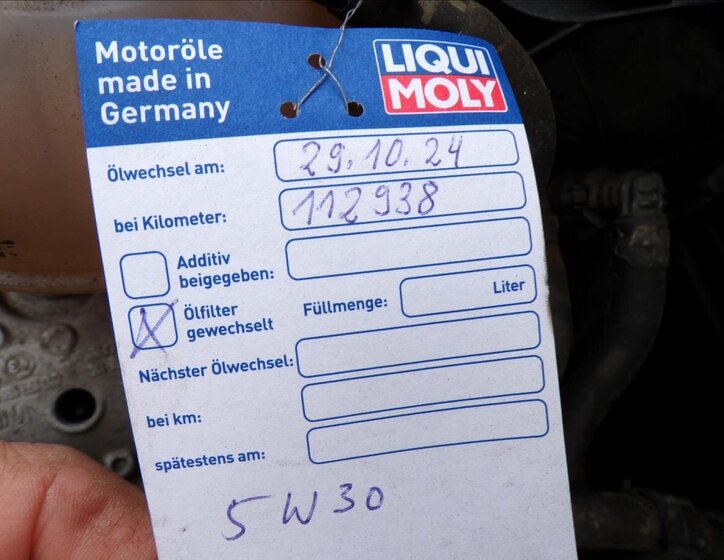 Motoröle
made in
Germany
LIQUI
MOLY
Ölwechsel am: 29.10.24
bei Kilometer: 112938
Additiv
beigegeben:
Ölfilter
gewechselt
Füllmenge: Liter
Nächster Ölwechsel:
bei km:
spätestens am:
5W30